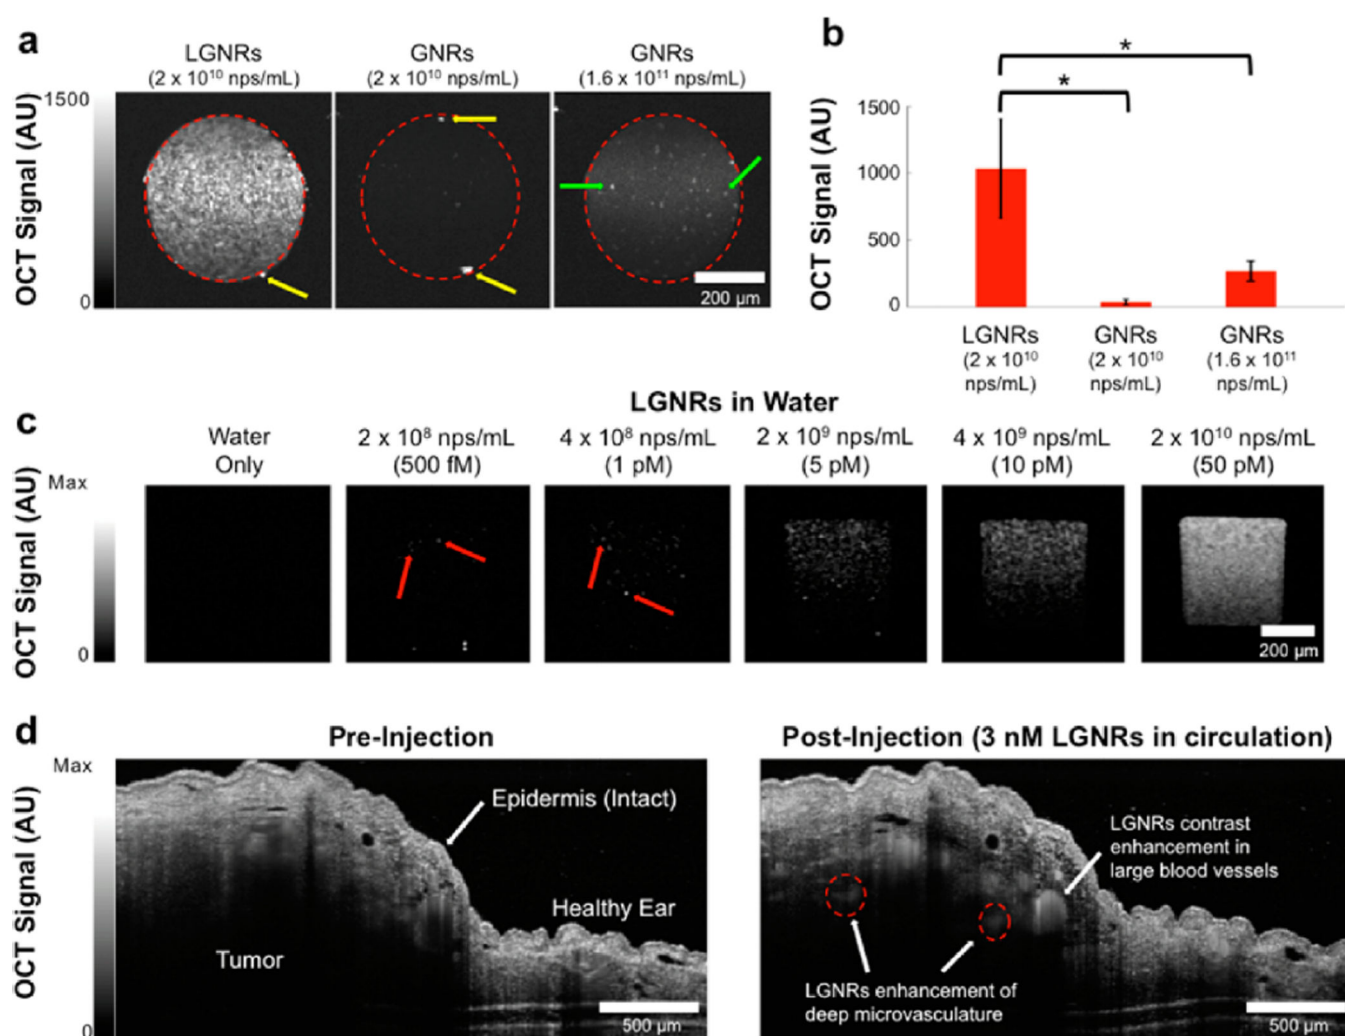 a
LGNRs
(2 x 10¹⁰ nps/mL)
GNRs
(2 x 10¹⁰ nps/mL)
GNRs
(1.6 x 10¹¹ nps/mL)
OCT Signal (AU)
1500
0
200 µm
b
*
*
OCT Signal (AU)
1500
1000
500
0
LGNRs
(2 x 10¹⁰
nps/mL)
GNRs
(2 x 10¹⁰
nps/mL)
GNRs
(1.6 x 10¹¹
nps/mL)
c
LGNRs in Water
Water
Only
2 x 10⁸ nps/mL
(500 fM)
4 x 10⁸ nps/mL
(1 pM)
2 x 10⁹ nps/mL
(5 pM)
4 x 10⁹ nps/mL
(10 pM)
2 x 10¹⁰ nps/mL
(50 pM)
OCT Signal (AU)
Max
0
200 µm
d
Pre-Injection
Post-Injection (3 nM LGNRs in circulation)
OCT Signal (AU)
Max
0
Epidermis (Intact)
Healthy Ear
Tumor
500 µm
LGNRs contrast
enhancement in
large blood vessels
LGNRs enhancement of
deep microvasculature
500 µm